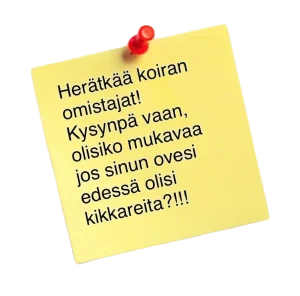 Herätkää koiran
omistajat!
Kysynpä vaan,
olisiko mukavaa
jos sinun ovesi
edessä olisi
kikkareita?!!!